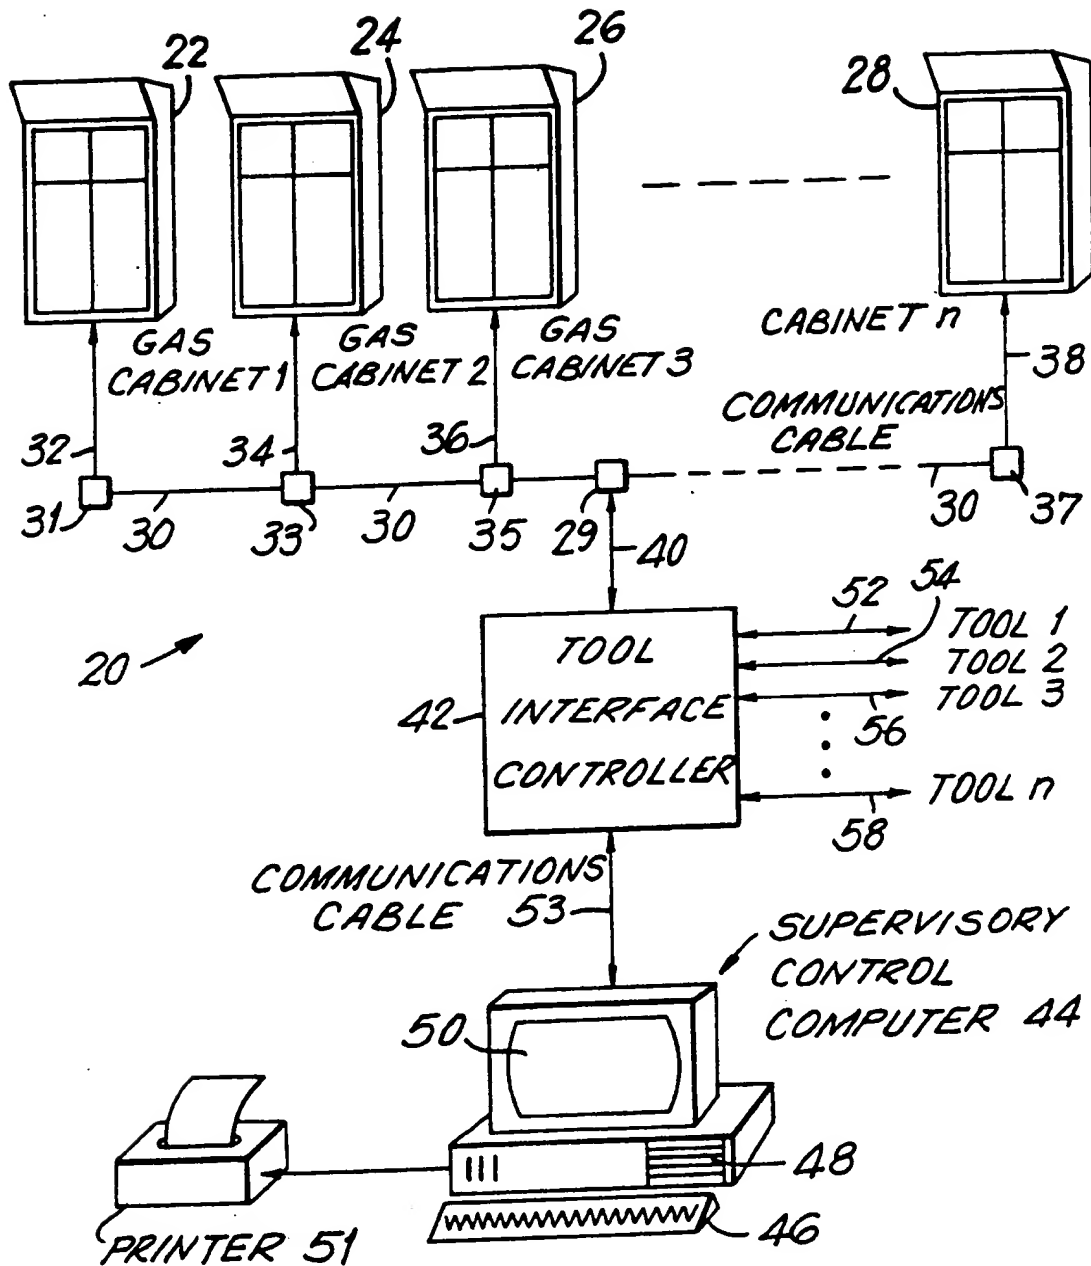 22
24
26
28
GAS
CABINET 1
GAS
CABINET 2
GAS
CABINET 3
CABINET n
38
COMMUNICATIONS
CABLE
32
34
36
31
30
33
30
35
29
40
30
37
20
42
TOOL
INTERFACE
CONTROLLER
52
54
TOOL 1
TOOL 2
TOOL 3
56
TOOL n
58
COMMUNICATIONS
CABLE 53
SUPERVISORY
CONTROL
COMPUTER 44
50
48
46
PRINTER 51